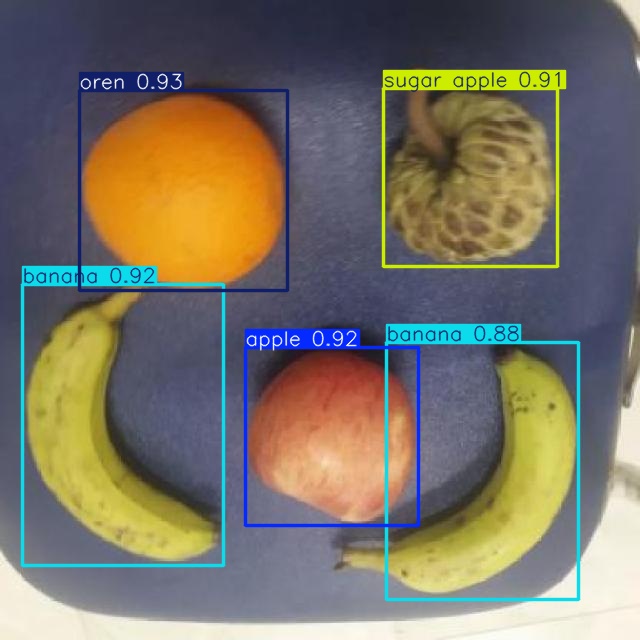 oren 0.93
sugar apple 0.91
banana 0.92
apple 0.92
banana 0.88